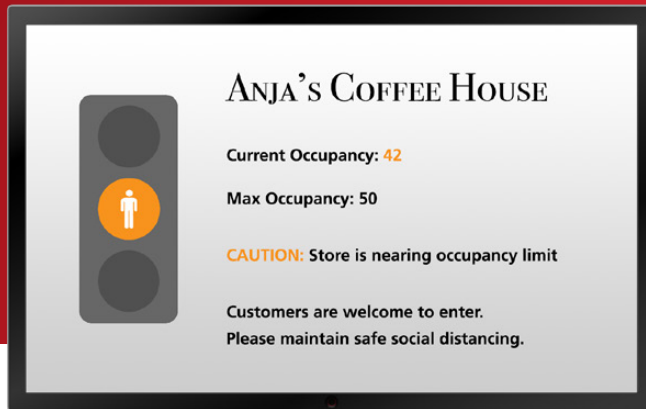 Anja's Coffee House
Current Occupancy: 42
Max Occupancy: 50
CAUTION: Store is nearing occupancy limit
Customers are welcome to enter.
Please maintain safe social distancing.